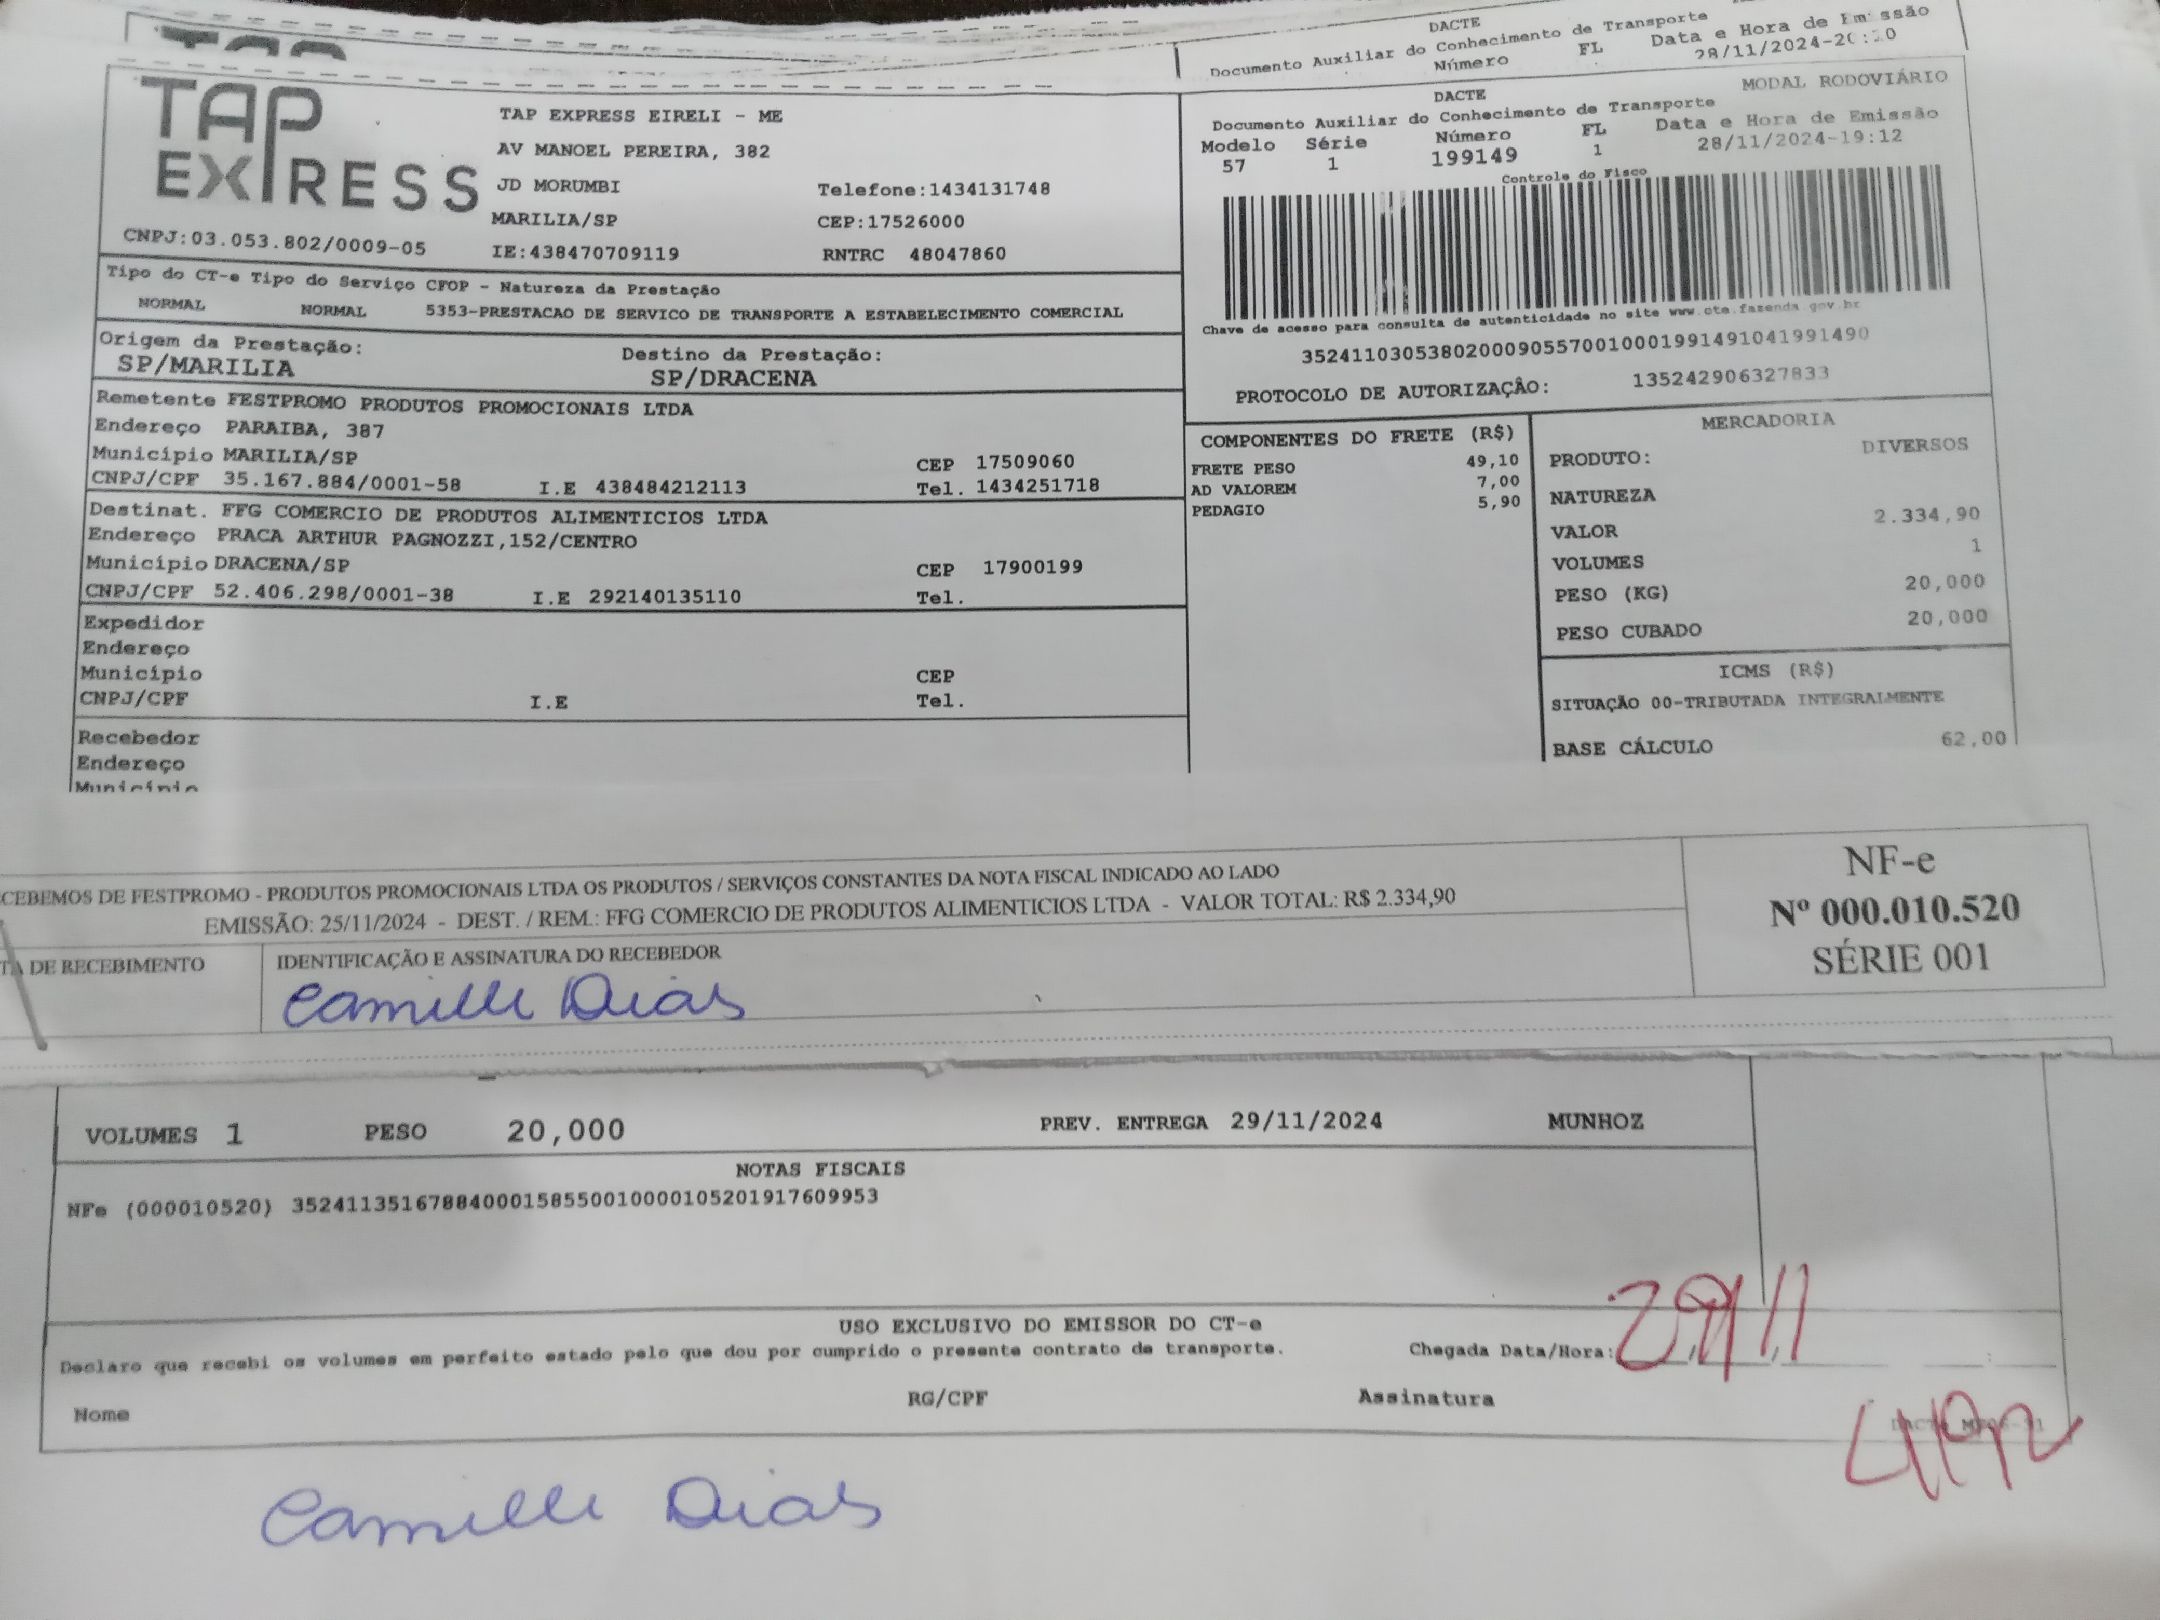 DACTE
Documento Auxiliar do Conhecimento de Transporte
Número FL Data e Hora de Emissão
28/11/2024-20:10
TAP
EXPRESS
CNPJ:03.053.802/0009-05
TAP EXPRESS EIRELI - ME
AV MANOEL PEREIRA, 382
JD MORUMBI Telefone:1434131748
MARILIA/SP CEP:17526000
IE:438470709119 RNTRC 48047860
MODAL RODOVIÁRIO
DACTE
Documento Auxiliar do Conhecimento de Transporte
Modelo Série Número FL Data e Hora de Emissão
57 1 199149 1 28/11/2024-19:12
Controle do Fisco
Chave de acesso para consulta de autenticidade no site www.cte.fazenda.gov.br
35241103053802000905570010001991491041991490
PROTOCOLO DE AUTORIZAÇÂO: 135242906327833
Tipo do CT-e Tipo do Serviço CFOP - Natureza da Prestação
NORMAL NORMAL 5353-PRESTACAO DE SERVICO DE TRANSPORTE A ESTABELECIMENTO COMERCIAL
Origem da Prestação: Destino da Prestação:
SP/MARILIA SP/DRACENA
Remetente FESTPROMO PRODUTOS PROMOCIONAIS LTDA
Endereço PARAIBA, 387
Município MARILIA/SP CEP 17509060
CNPJ/CPF 35.167.884/0001-58 I.E 438484212113 Tel. 1434251718
Destinat. FFG COMERCIO DE PRODUTOS ALIMENTICIOS LTDA
Endereço PRACA ARTHUR PAGNOZZI,152/CENTRO
Município DRACENA/SP CEP 17900199
CNPJ/CPF 52.406.298/0001-38 I.E 292140135110 Tel.
Expedidor
Endereço
Município CEP
CNPJ/CPF I.E Tel.
Recebedor
Endereço
Município
COMPONENTES DO FRETE (R$)
FRETE PESO 49,10
AD VALOREM 7,00
PEDAGIO 5,90
MERCADORIA
PRODUTO: DIVERSOS
NATUREZA
VALOR 2.334,90
VOLUMES 1
PESO (KG) 20,000
PESO CUBADO 20,000
ICMS (R$)
SITUAÇÃO 00-TRIBUTADA INTEGRALMENTE
BASE CÁLCULO 62,00
CEBEMOS DE FESTPROMO - PRODUTOS PROMOCIONAIS LTDA OS PRODUTOS / SERVIÇOS CONSTANTES DA NOTA FISCAL INDICADO AO LADO
EMISSÃO: 25/11/2024 - DEST. / REM.: FFG COMERCIO DE PRODUTOS ALIMENTICIOS LTDA - VALOR TOTAL: R$ 2.334,90
TA DE RECEBIMENTO IDENTIFICAÇÃO E ASSINATURA DO RECEBEDOR
Camilli Dias
NF-e
Nº 000.010.520
SÉRIE 001
VOLUMES 1 PESO 20,000 PREV. ENTREGA 29/11/2024 MUNHOZ
NOTAS FISCAIS
NFe (000010520) 35241135167884000158550010000105201917609953
USO EXCLUSIVO DO EMISSOR DO CT-e
Declaro que recebi os volumes em perfeito estado pelo que dou por cumprido o presente contrato de transporte. Chegada Data/Hora: 29/11
Nome RG/CPF Assinatura
Camilli Dias